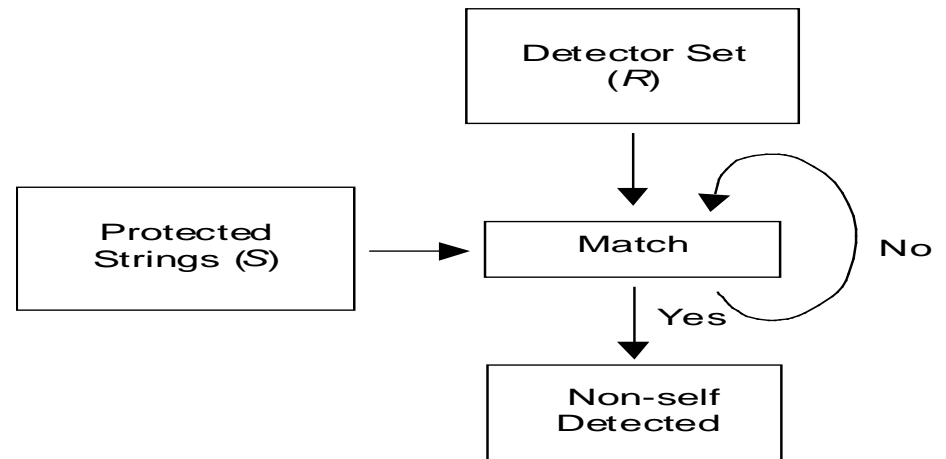 Detector Set
(R)
Protected
Strings (S)
Match
No
Yes
Non-self
Detected